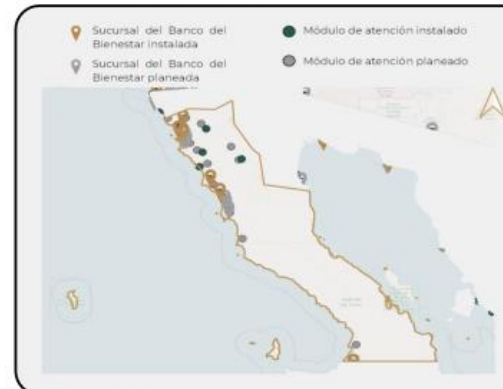 Sucursal del Banco del
Bienestar instalada
Módulo de atención instalado
Sucursal del Banco del
Bienestar planeada
Módulo de atención planeado